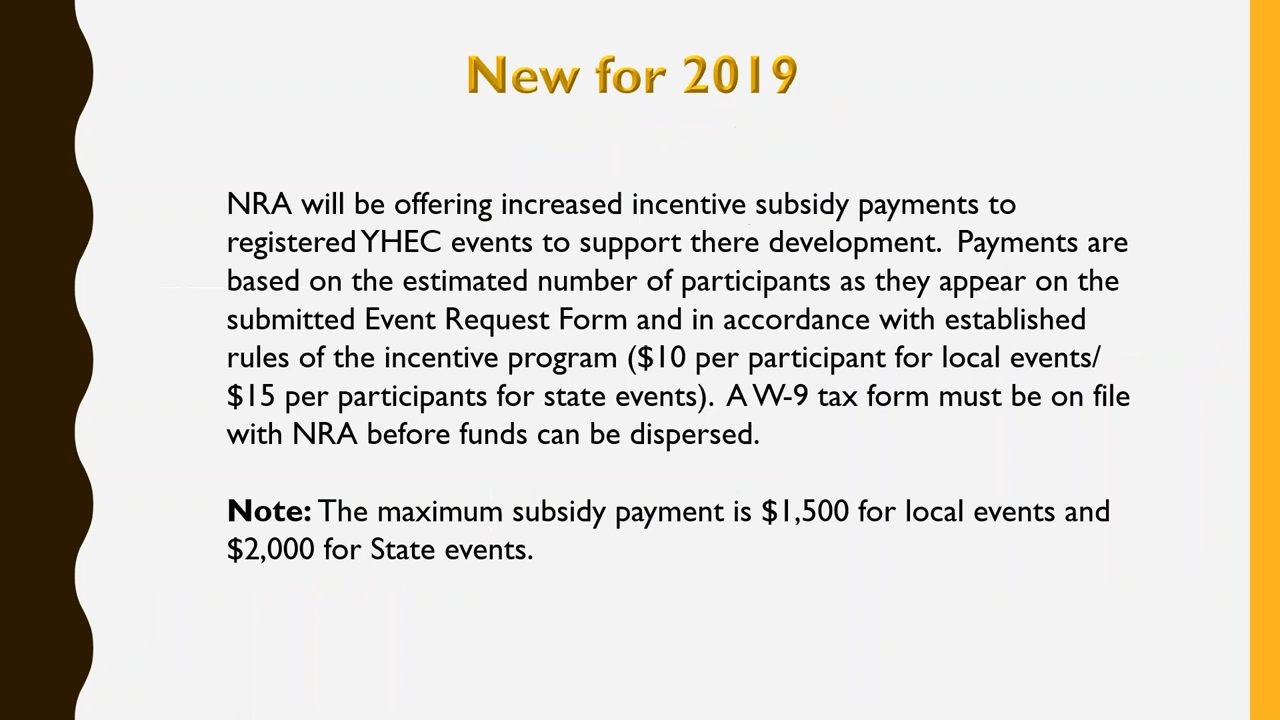 New for 2019
NRA will be offering increased incentive subsidy payments to
registered YHEC events to support there development.  Payments are
based on the estimated number of participants as they appear on the
submitted Event Request Form and in accordance with established
rules of the incentive program ($10 per participant for local events/
$15 per participants for state events).  A W-9 tax form must be on file
with NRA before funds can be dispersed.
Note: The maximum subsidy payment is $1,500 for local events and
$2,000 for State events.